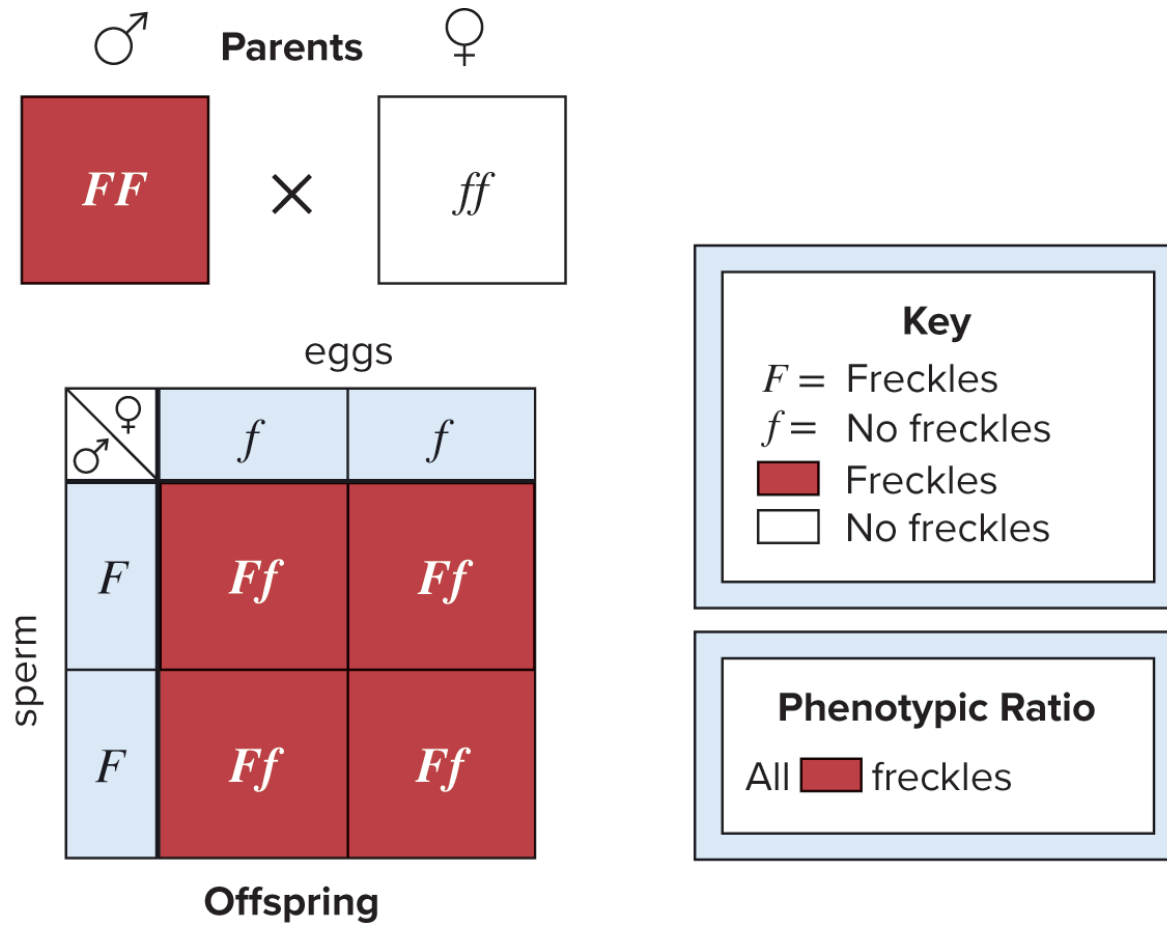 ♂ Parents ♀
FF × ff
eggs
♀
♂
f f
sperm
F Ff Ff
F Ff Ff
Offspring
Key
F = Freckles
f = No freckles
Freckles
No freckles
Phenotypic Ratio
All freckles